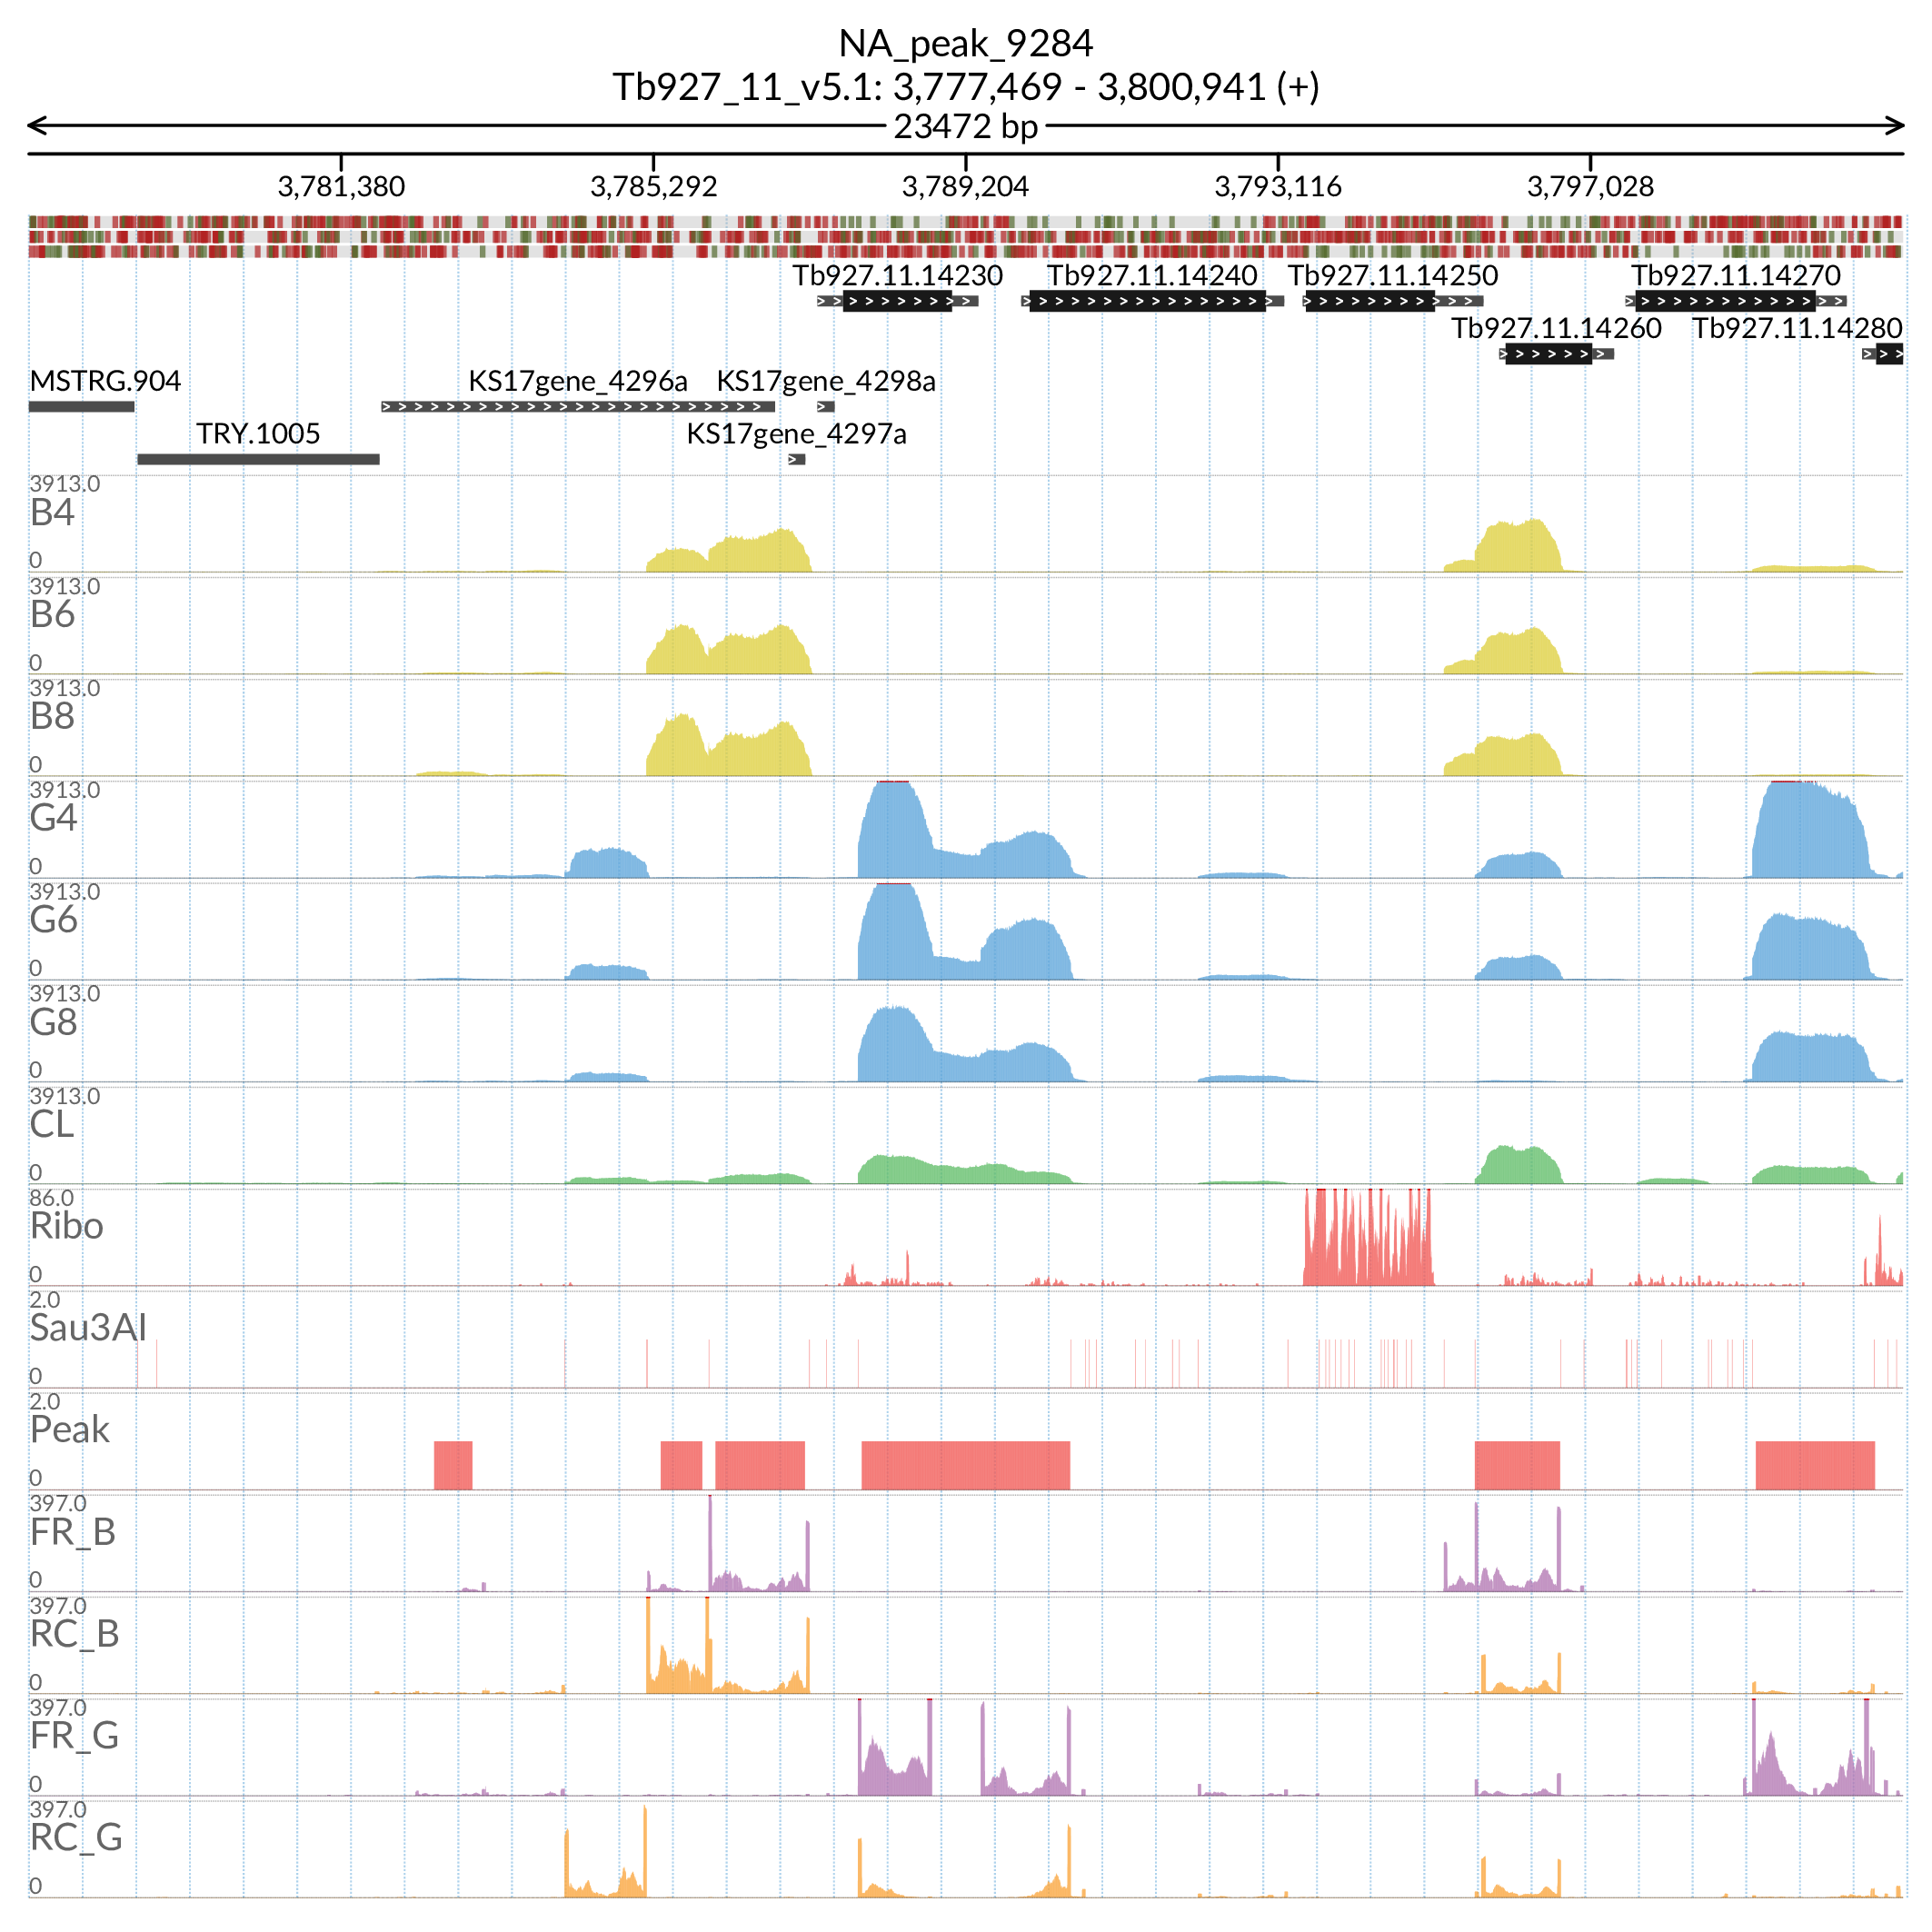 NA_peak_9284
Tb927_11_v5.1: 3,777,469 - 3,800,941 (+)
23472 bp
3,781,380 3,785,292 3,789,204 3,793,116 3,797,028
Tb927.11.14230 Tb927.11.14240 Tb927.11.14250 Tb927.11.14270
Tb927.11.14260 Tb927.11.14280
MSTRG.904 KS17gene_4296a KS17gene_4298a
TRY.1005 KS17gene_4297a
3913.0
B4
0
3913.0
B6
0
3913.0
B8
0
3913.0
G4
0
3913.0
G6
0
3913.0
G8
0
3913.0
CL
0
86.0
Ribo
0
2.0
Sau3AI
0
2.0
Peak
0
397.0
FR_B
0
397.0
RC_B
0
397.0
FR_G
0
397.0
RC_G
0